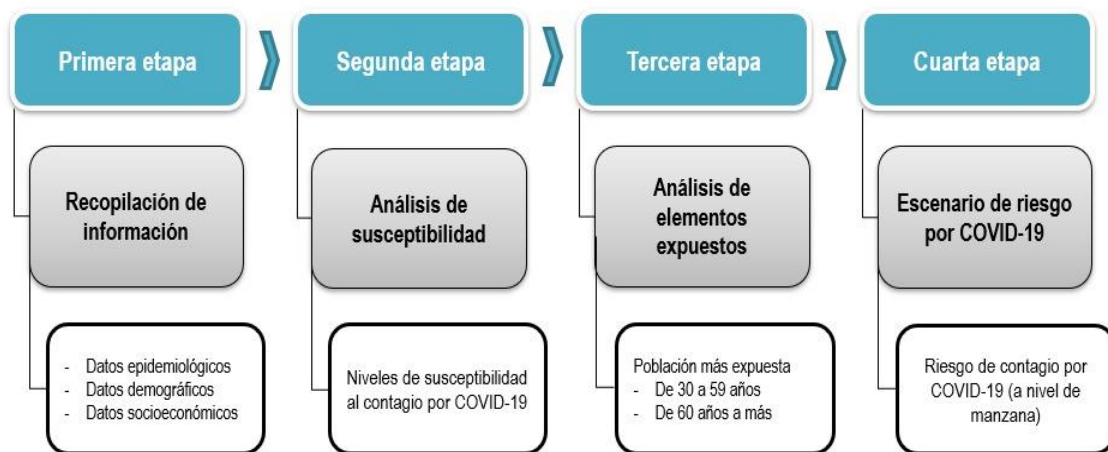 Primera etapa
Segunda etapa
Tercera etapa
Cuarta etapa
Recopilación de
información
Análisis de
susceptibilidad
Análisis de
elementos
expuestos
Escenario de riesgo
por COVID-19
- Datos epidemiológicos
- Datos demográficos
- Datos socioeconómicos
Niveles de susceptibilidad
al contagio por COVID-19
Población más expuesta
- De 30 a 59 años
- De 60 años a más
Riesgo de contagio por
COVID-19 (a nivel de
manzana)